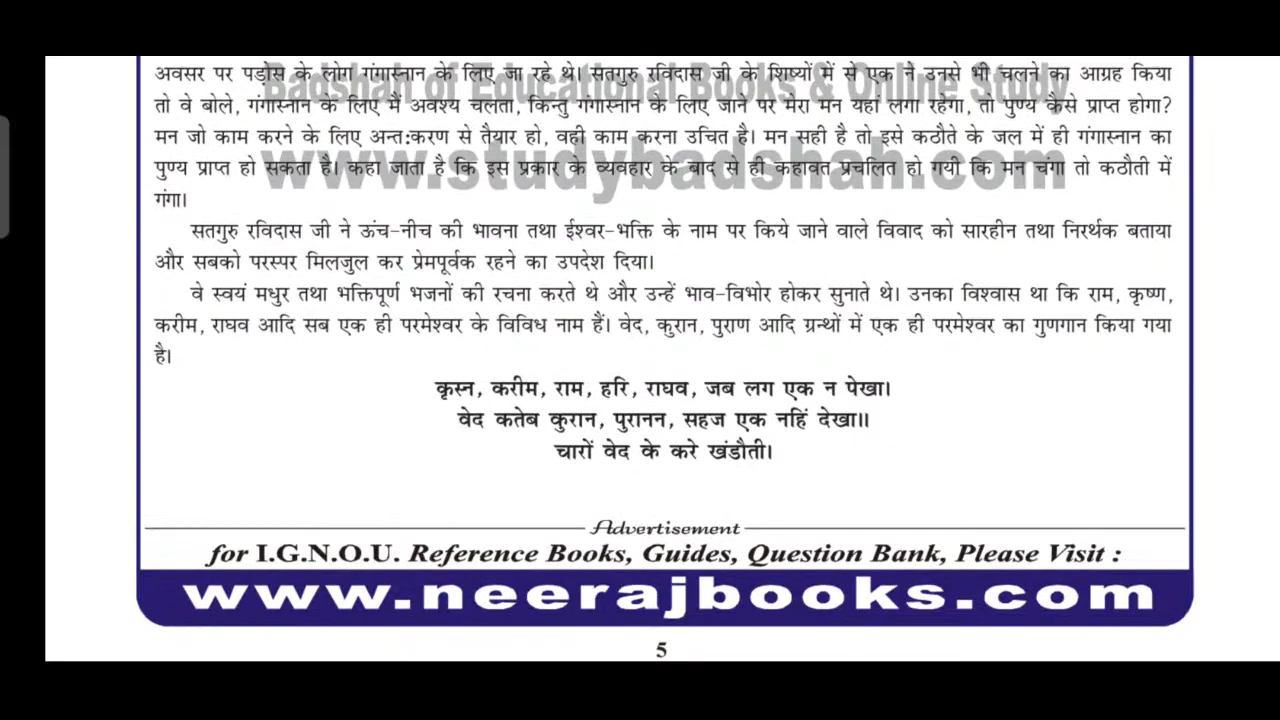 अवसर पर पड़ोस के लोग गंगास्नान के लिए जा रहे थे। सतगुरु रविदास जी के शिष्यों में से एक ने उनसे भी चलने का आग्रह किया
Badshah of Educational Books & Online Study
तो वे बोले, गंगास्नान के लिए मैं अवश्य चलता, किन्तु गंगास्नान के लिए जाने पर मेरा मन यहां लगा रहेगा, तो पुण्य कैसे प्राप्त होगा?
मन जो काम करने के लिए अन्त:करण से तैयार हो, वही काम करना उचित है। मन सही है तो इसे कठौते के जल में ही गंगास्नान का
www.studybadshah.com
पुण्य प्राप्त हो सकता है। कहा जाता है कि इस प्रकार के व्यवहार के बाद से ही कहावत प्रचलित हो गयी कि मन चंगा तो कठौती में
गंगा।
सतगुरु रविदास जी ने ऊंच-नीच की भावना तथा ईश्वर-भक्ति के नाम पर किये जाने वाले विवाद को सारहीन तथा निरर्थक बताया
और सबको परस्पर मिलजुल कर प्रेमपूर्वक रहने का उपदेश दिया।
वे स्वयं मधुर तथा भक्तिपूर्ण भजनों की रचना करते थे और उन्हें भाव-विभोर होकर सुनाते थे। उनका विश्वास था कि राम, कृष्ण,
करीम, राघव आदि सब एक ही परमेश्वर के विविध नाम हैं। वेद, कुरान, पुराण आदि ग्रन्थों में एक ही परमेश्वर का गुणगान किया गया
है।
कृस्न, करीम, राम, हरि, राघव, जब लग एक न पेखा।
वेद कतेब कुरान, पुरानन, सहज एक नहिं देखा॥
चारों वेद के करे खंडौती।
Advertisement
for I.G.N.O.U. Reference Books, Guides, Question Bank, Please Visit :
www.neerajbooks.com
5